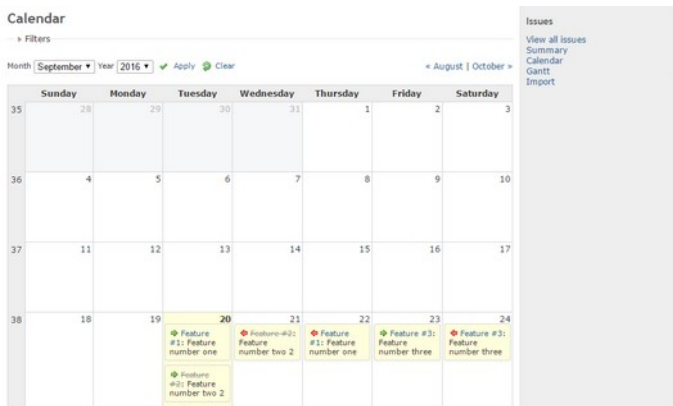 Calendar
Filters
Month September Year 2016 Apply Clear « August | October »
Sunday Monday Tuesday Wednesday Thursday Friday Saturday
35 28 29 30 31 1 2 3
36 4 5 6 7 8 9 10
37 11 12 13 14 15 16 17
38 18 19 20 21 22 23 24
Feature
#1: Feature
number one
Feature
#2: Feature
number two 2
Feature #2:
Feature
number two 2
Feature
#1: Feature
number one
Feature #3:
Feature
number three
Feature #3:
Feature
number three
Issues
View all issues
Summary
Calendar
Gantt
Import